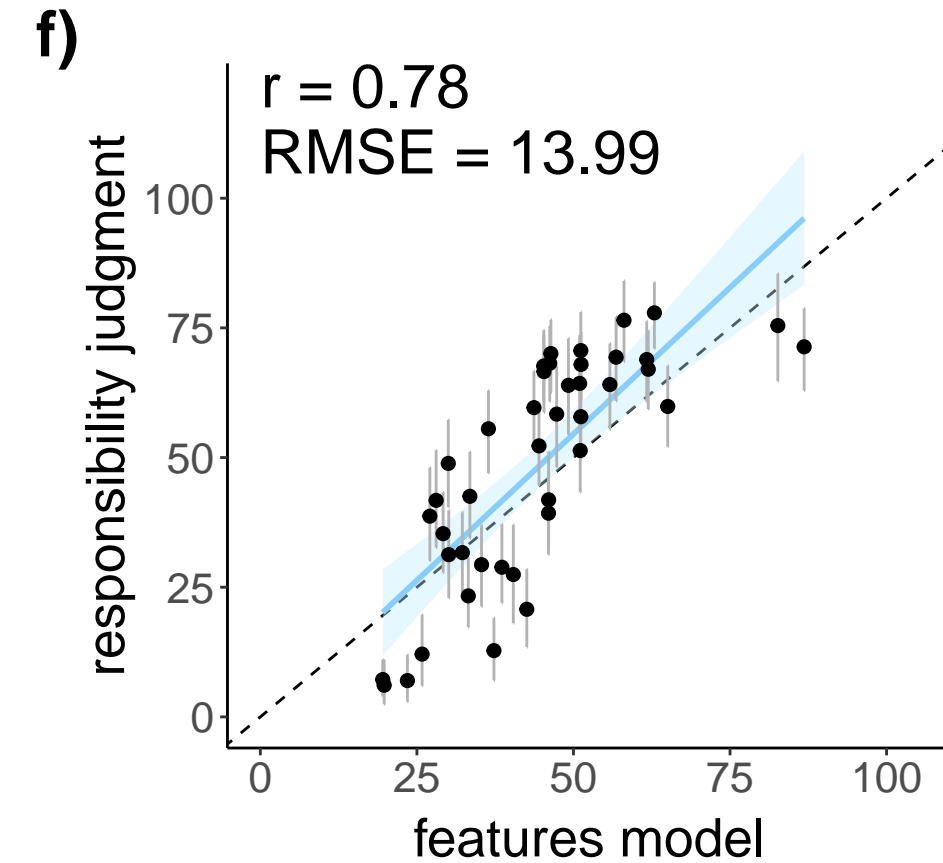 f)
r = 0.78
RMSE = 13.99
responsibility judgment
100
75
50
25
0
0 25 50 75 100
features model